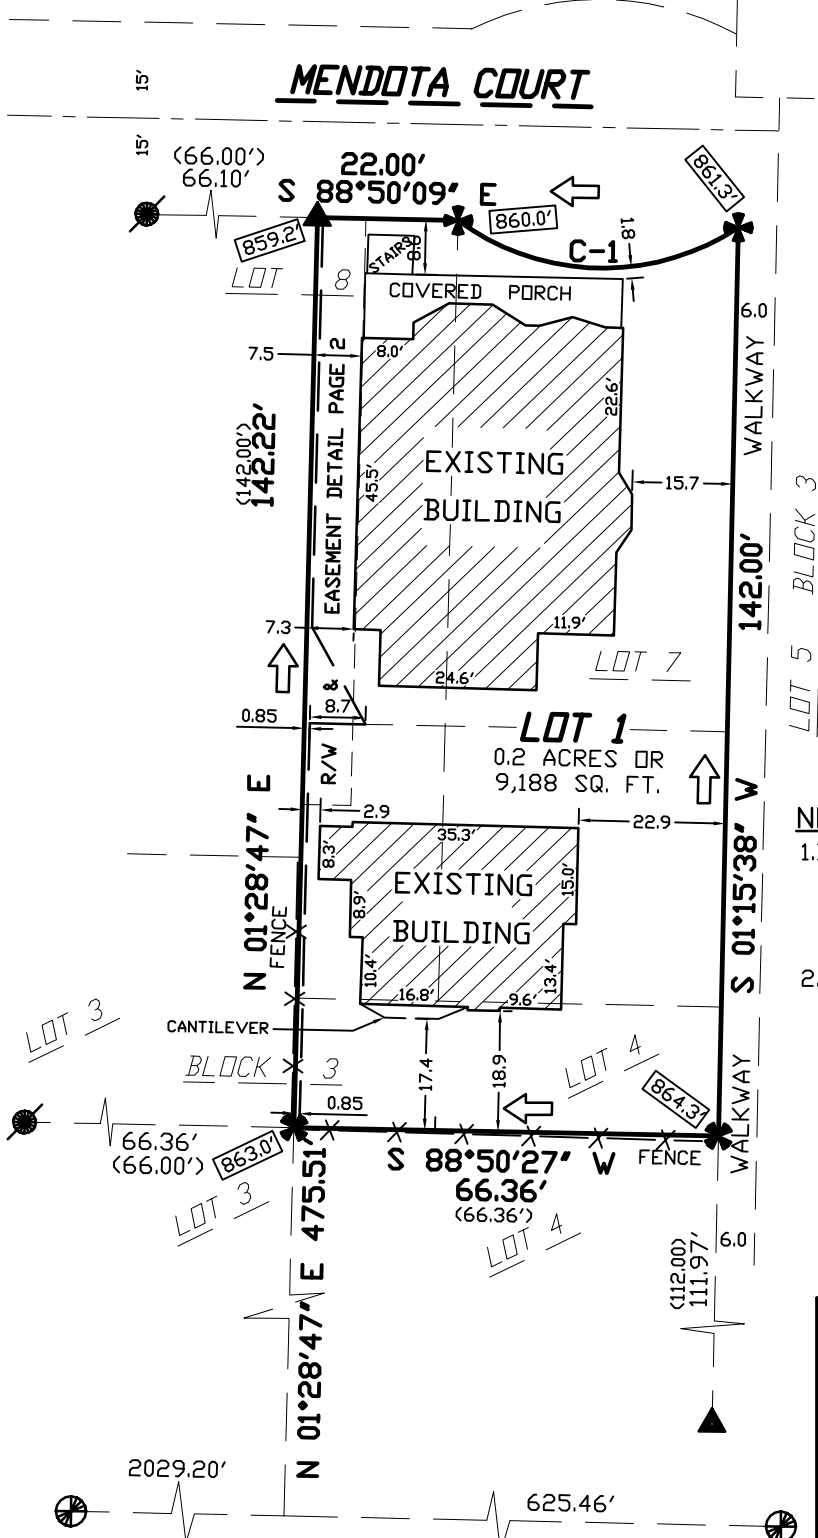 15'
MENDOTA COURT
15'
(66.00')
66.10'
22.00'
S 88°50'09" E
861.3'
860.0'
859.2'
C-1
1.8
STAIRS
LOT 8
COVERED PORCH
6.0
WALKWAY
7.5
8.0'
22.6'
EASEMENT DETAIL PAGE 2
(142.00')
142.22'
45.5'
EXISTING
BUILDING
15.7
LOT 5 BLOCK 3
142.00'
7.3
11.9'
24.6'
LOT 7
&
8.7
0.85
R/W
LOT 1
0.2 ACRES OR
9,188 SQ. FT.
2.9
22.9
35.3'
8.3'
15.0'
EXISTING
BUILDING
8.9'
10.4'
13.4'
16.8'
9.6'
N 01°28'47" E
FENCE
S 01°15'38" W
1.
2.
LOT 3
CANTILEVER
BLOCK 3
17.4
18.9
LOT 4
864.3'
0.85
WALKWAY
66.36'
(66.00')
863.0'
S 88°50'27" W
66.36'
(66.36')
FENCE
LOT 3
LOT 4
6.0
N 01°28'47" E 475.51'
(112.00)
111.97'
2029.20'
625.46'